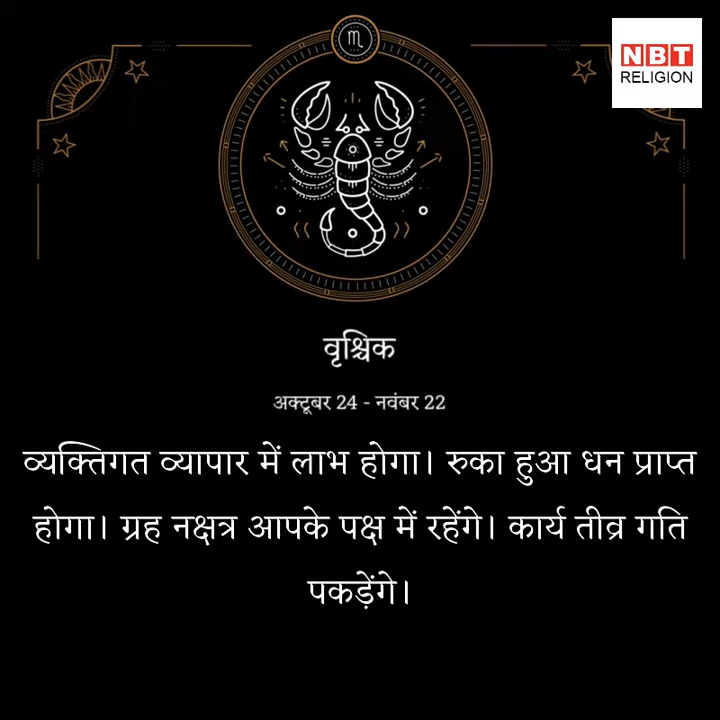 NBT
RELIGION
♏
वृश्चिक
अक्टूबर 24 - नवंबर 22
व्यक्तिगत व्यापार में लाभ होगा। रुका हुआ धन प्राप्त
होगा। ग्रह नक्षत्र आपके पक्ष में रहेंगे। कार्य तीव्र गति
पकड़ेंगे।